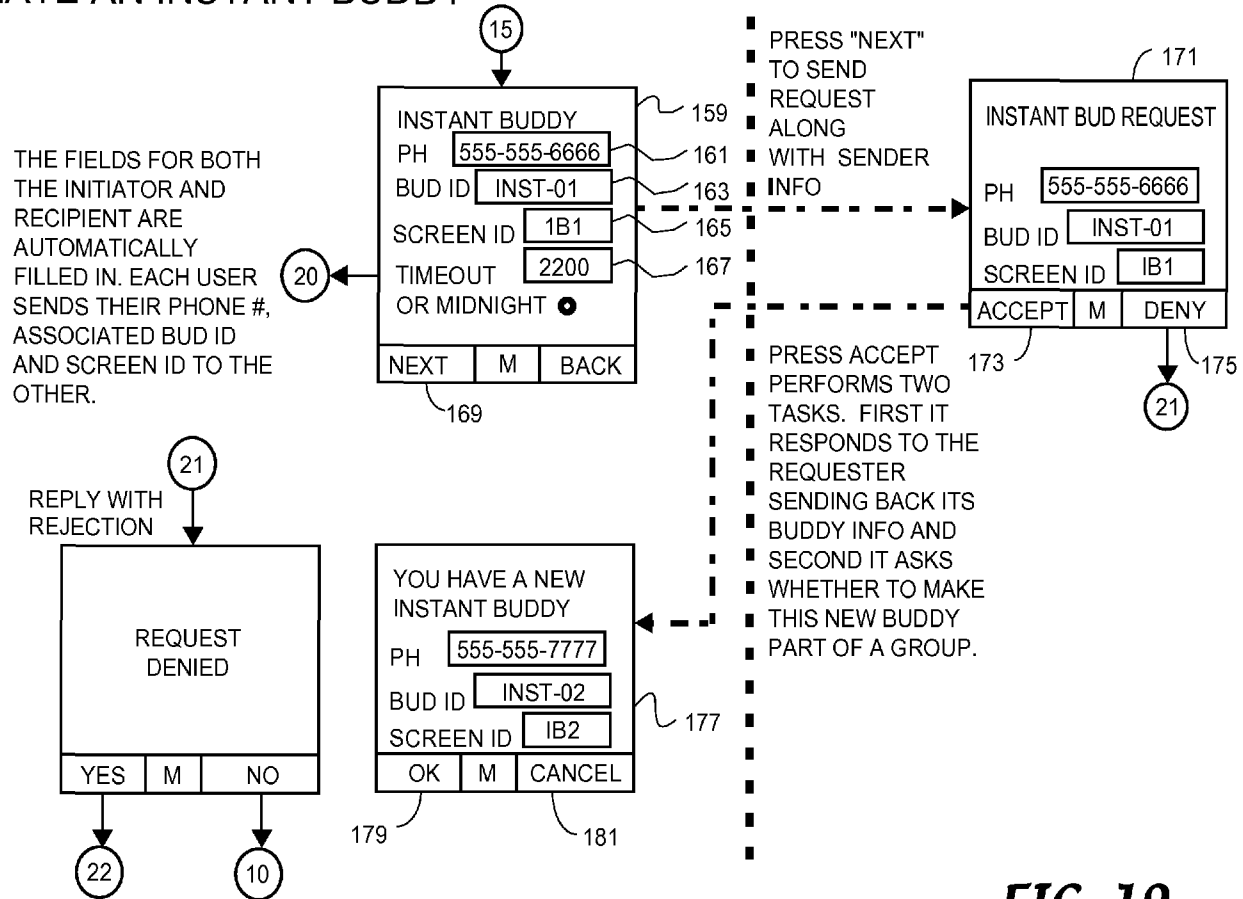 ATE AN INSTANT BUDDY
15
INSTANT BUDDY
PH 555-555-6666
BUD ID INST-01
SCREEN ID 1B1
TIMEOUT 2200
OR MIDNIGHT
NEXT M BACK
159
161
163
165
167
169
20
THE FIELDS FOR BOTH
THE INITIATOR AND
RECIPIENT ARE
AUTOMATICALLY
FILLED IN. EACH USER
SENDS THEIR PHONE #,
ASSOCIATED BUD ID
AND SCREEN ID TO THE
OTHER.
PRESS "NEXT"
TO SEND
REQUEST
ALONG
WITH SENDER
INFO
171
INSTANT BUD REQUEST
PH 555-555-6666
BUD ID INST-01
SCREEN ID IB1
ACCEPT M DENY
173
175
21
PRESS ACCEPT
PERFORMS TWO
TASKS. FIRST IT
RESPONDS TO THE
REQUESTER
SENDING BACK ITS
BUDDY INFO AND
SECOND IT ASKS
WHETHER TO MAKE
THIS NEW BUDDY
PART OF A GROUP.
21
REPLY WITH
REJECTION
REQUEST
DENIED
YES M NO
22
10
YOU HAVE A NEW
INSTANT BUDDY
PH 555-555-7777
BUD ID INST-02
SCREEN ID IB2
OK M CANCEL
177
179
181